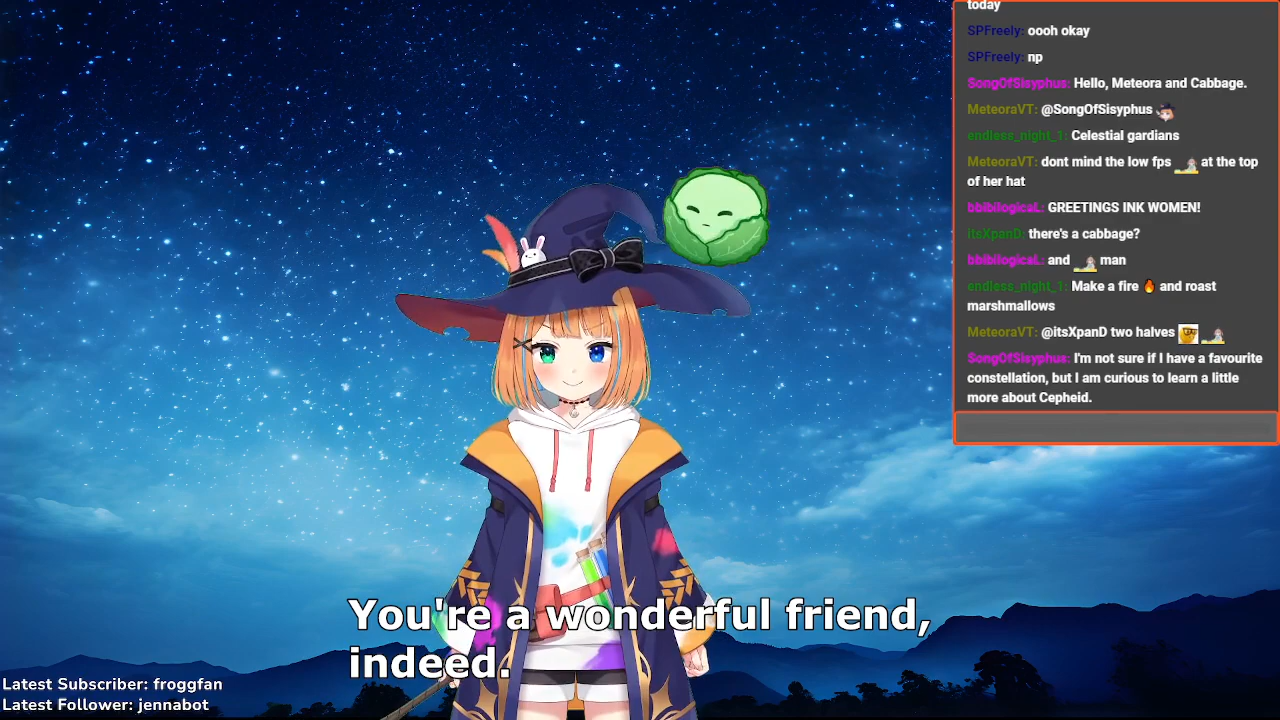 today
SPFreely: oooh okay
SPFreely: np
SongOfSisyphus: Hello, Meteora and Cabbage.
MeteoraVT: @SongOfSisyphus
endless_night_1: Celestial gardians
MeteoraVT: dont mind the low fps at the top
of her hat
bbibilogicaL: GREETINGS INK WOMEN!
itsXpanD: there's a cabbage?
bbibilogicaL: and man
endless_night_1: Make a fire 🔥 and roast
marshmallows
MeteoraVT: @itsXpanD two halves
SongOfSisyphus: I'm not sure if I have a favourite
constellation, but I am curious to learn a little
more about Cepheid.
You're a wonderful friend,
indeed.
Latest Subscriber: froggfan
Latest Follower: jennabot